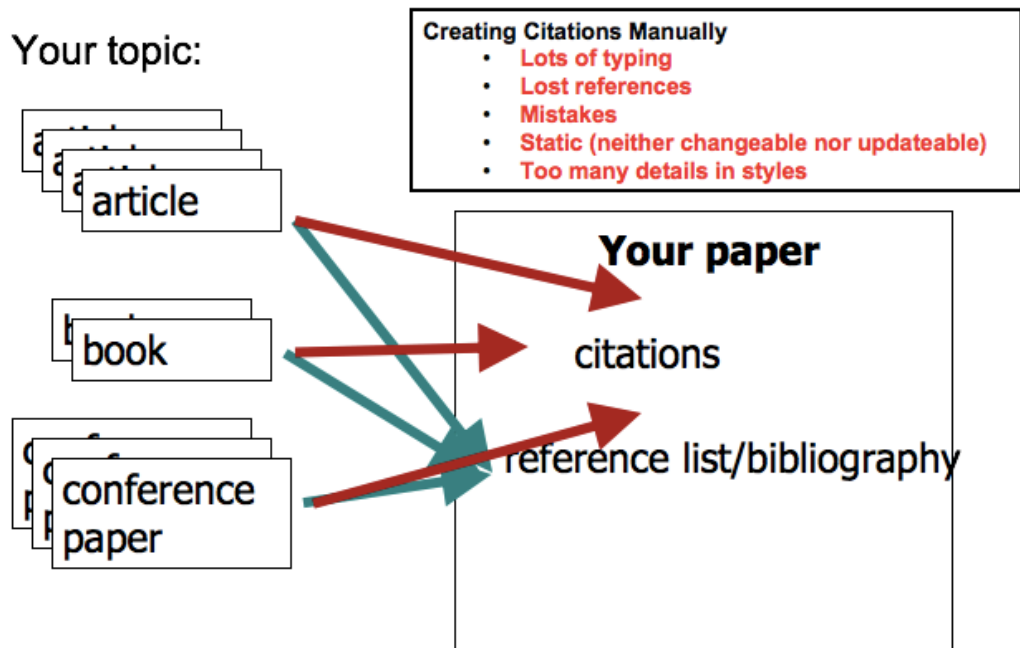 Your topic:
Creating Citations Manually
• Lots of typing
• Lost references
• Mistakes
• Static (neither changeable nor updateable)
• Too many details in styles
article
book
conference
paper
Your paper
citations
reference list/bibliography